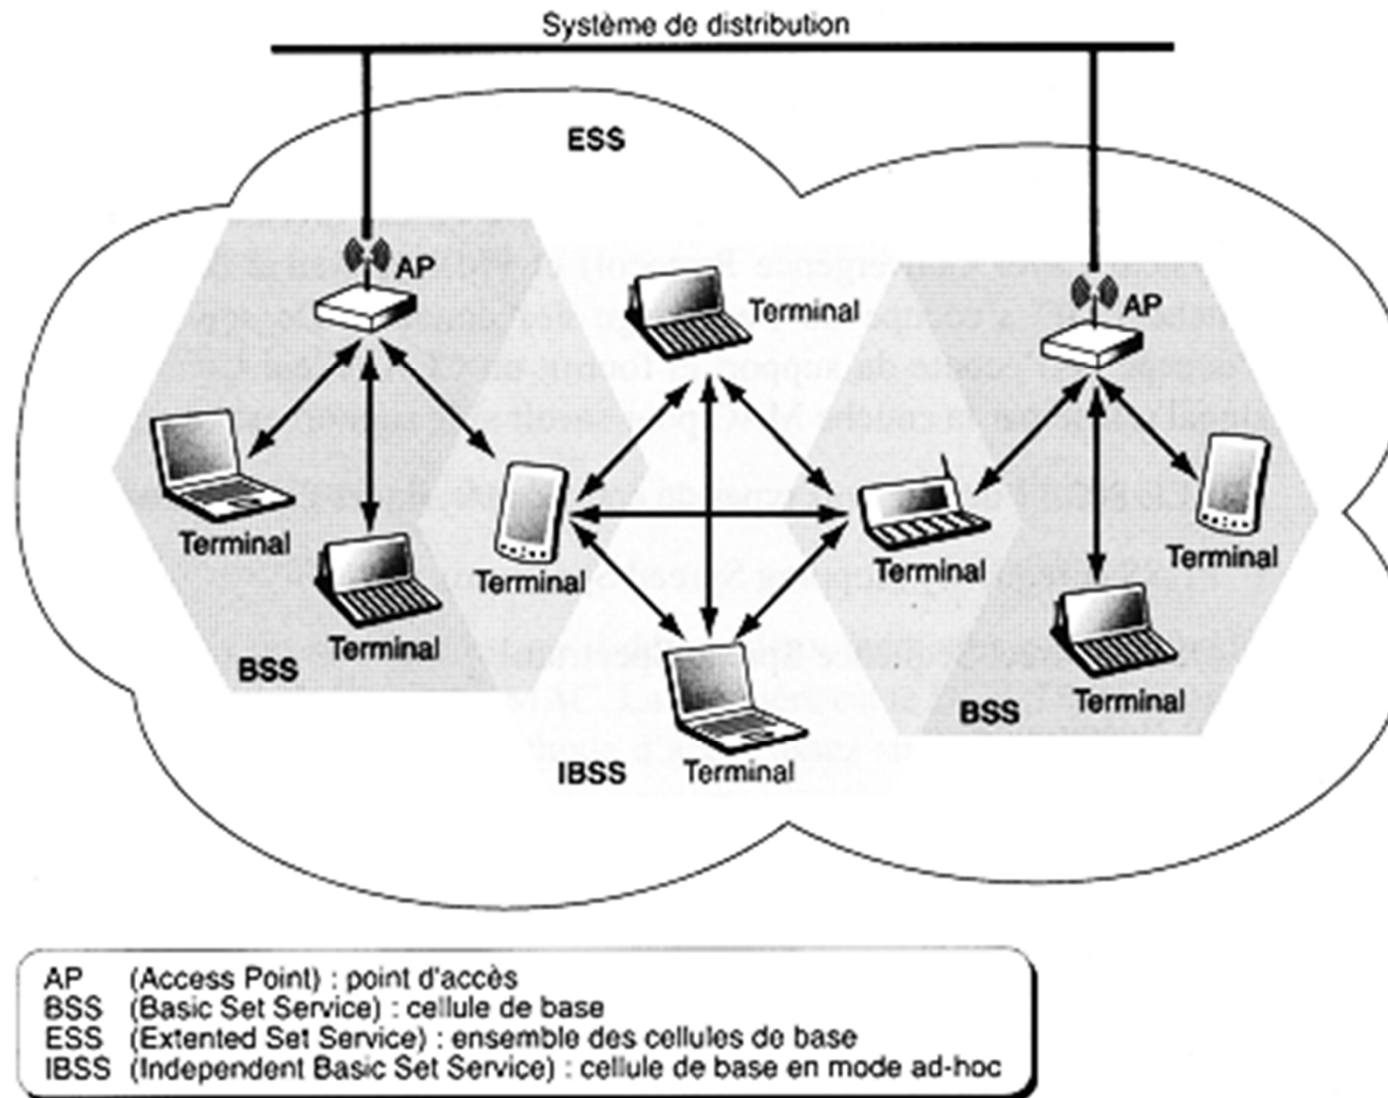 Système de distribution
ESS
AP
AP
Terminal
Terminal
Terminal
Terminal
Terminal
Terminal
Terminal
BSS
Terminal
BSS
IBSS
Terminal
AP (Access Point) : point d'accès
BSS (Basic Set Service) : cellule de base
ESS (Extented Set Service) : ensemble des cellules de base
IBSS (Independent Basic Set Service) : cellule de base en mode ad-hoc